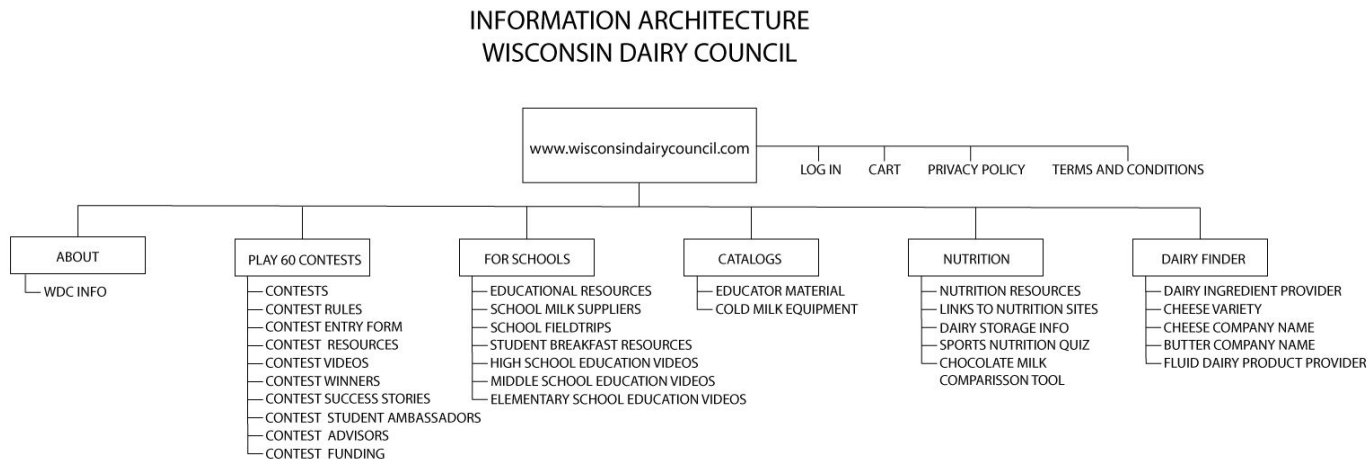 INFORMATION ARCHITECTURE
WISCONSIN DAIRY COUNCIL
www.wisconsindairycouncil.com
LOG IN
CART
PRIVACY POLICY
TERMS AND CONDITIONS
ABOUT
WDC INFO
PLAY 60 CONTESTS
CONTESTS
CONTEST RULES
CONTEST ENTRY FORM
CONTEST RESOURCES
CONTEST VIDEOS
CONTEST WINNERS
CONTEST SUCCESS STORIES
CONTEST STUDENT AMBASSADORS
CONTEST ADVISORS
CONTEST FUNDING
FOR SCHOOLS
EDUCATIONAL RESOURCES
SCHOOL MILK SUPPLIERS
SCHOOL FIELDTRIPS
STUDENT BREAKFAST RESOURCES
HIGH SCHOOL EDUCATION VIDEOS
MIDDLE SCHOOL EDUCATION VIDEOS
ELEMENTARY SCHOOL EDUCATION VIDEOS
CATALOGS
EDUCATOR MATERIAL
COLD MILK EQUIPMENT
NUTRITION
NUTRITION RESOURCES
LINKS TO NUTRITION SITES
DAIRY STORAGE INFO
SPORTS NUTRITION QUIZ
CHOCOLATE MILK
COMPARISSON TOOL
DAIRY FINDER
DAIRY INGREDIENT PROVIDER
CHEESE VARIETY
CHEESE COMPANY NAME
BUTTER COMPANY NAME
FLUID DAIRY PRODUCT PROVIDER